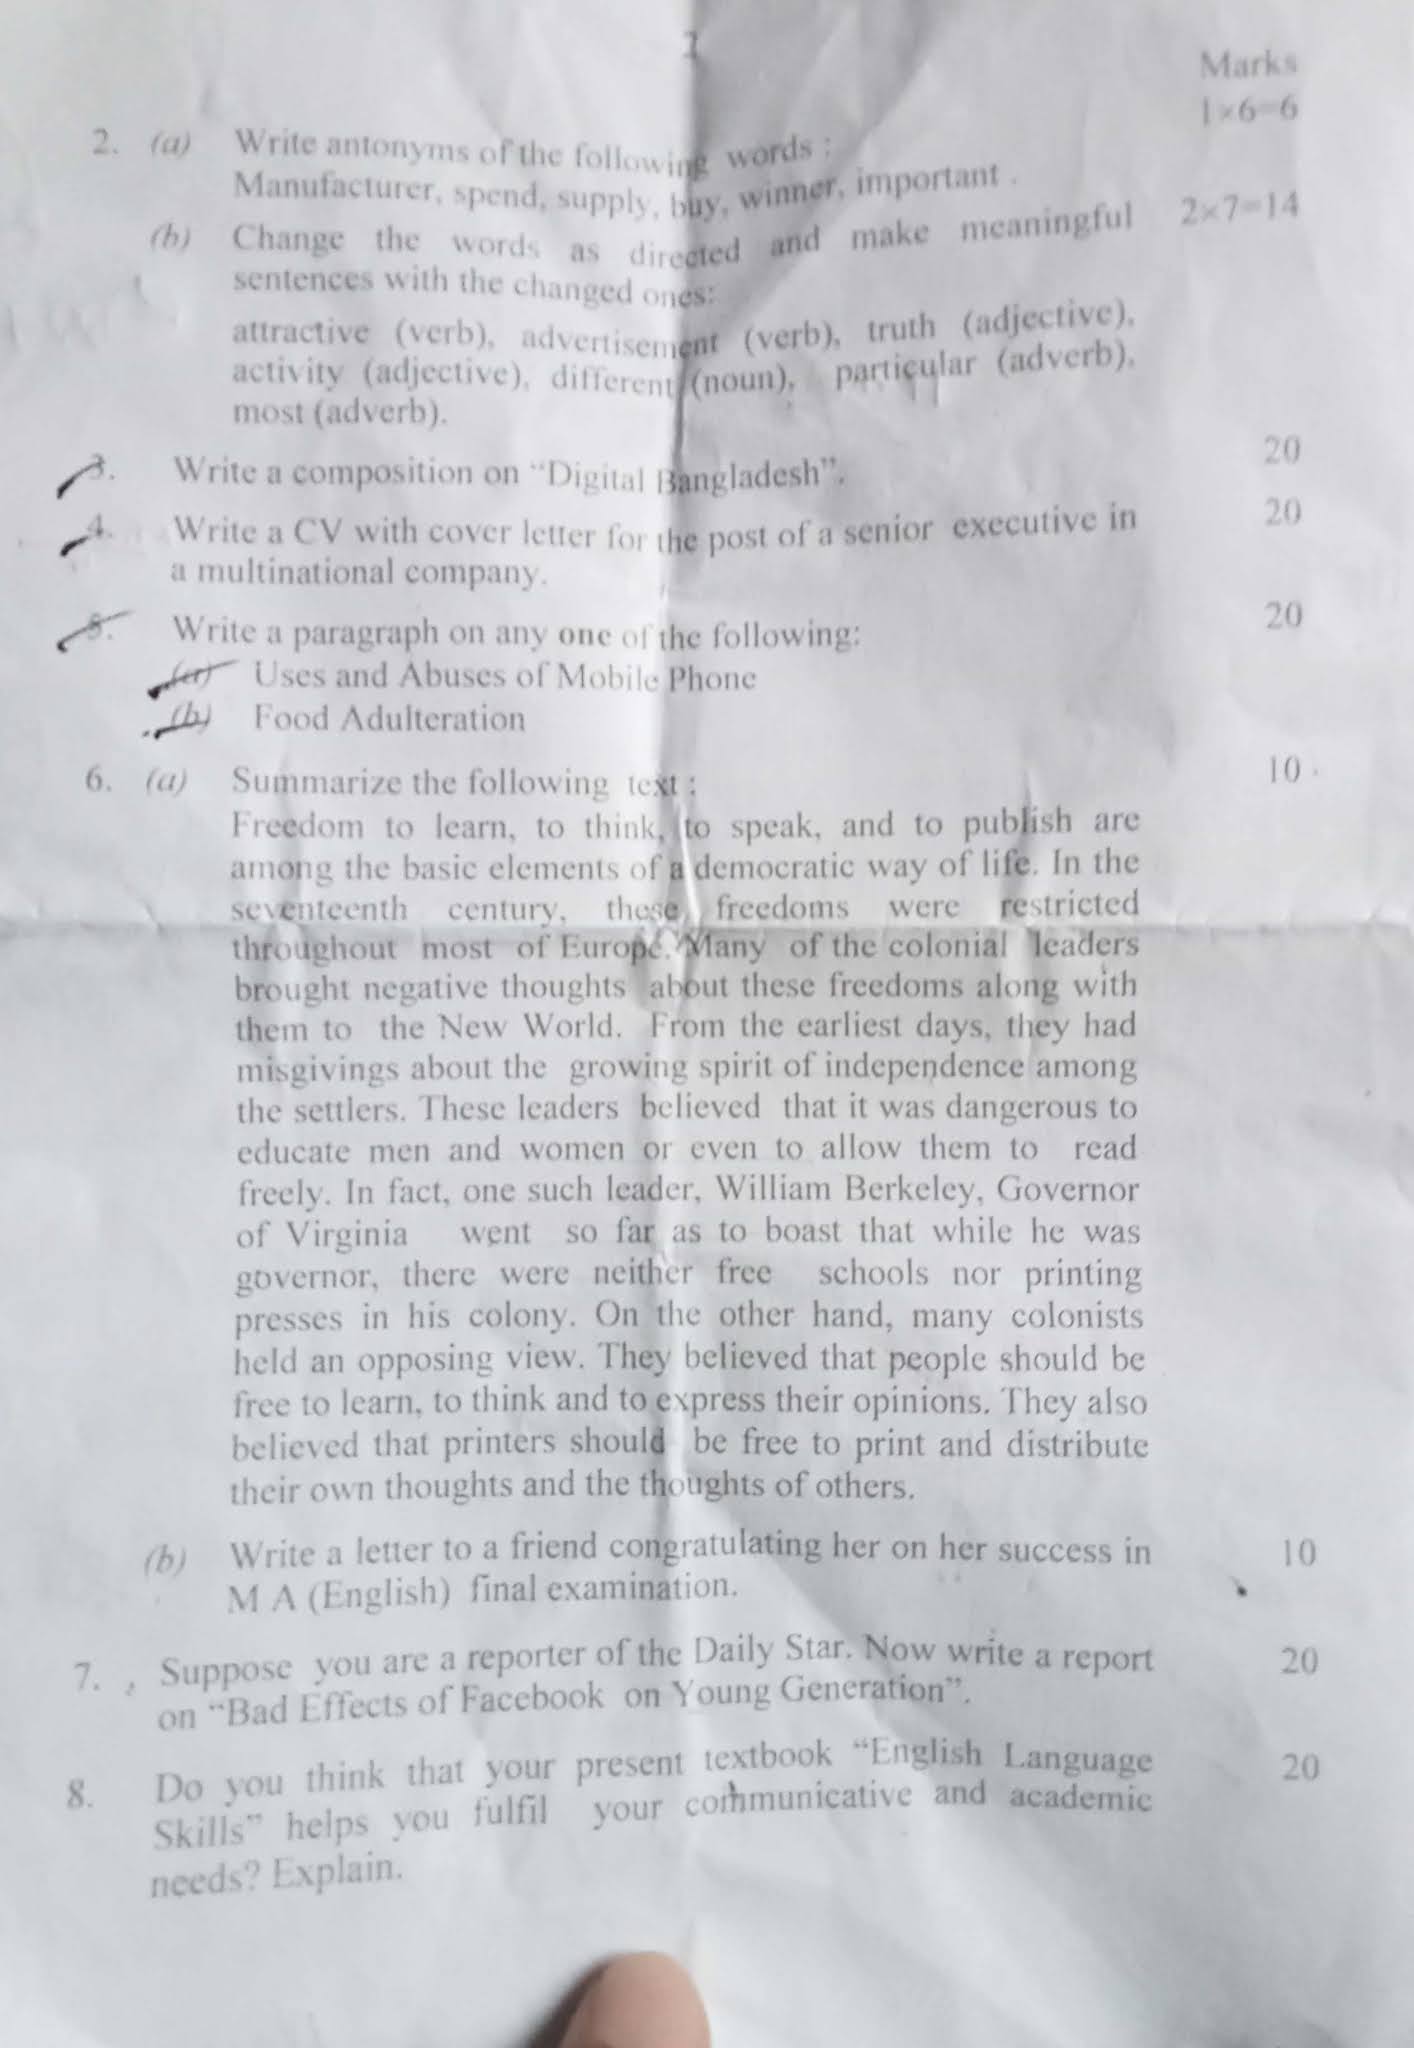 2
Marks
2. (a) Write antonyms of the following words : 1×6=6
Manufacturer, spend, supply, buy, winner, important .
(b) Change the words as directed and make meaningful 2×7=14
sentences with the changed ones:
attractive (verb), advertisement (verb), truth (adjective),
activity (adjective), different (noun), particular (adverb),
most (adverb).
3. Write a composition on “Digital Bangladesh”. 20
4. Write a CV with cover letter for the post of a senior executive in 20
a multinational company.
5. Write a paragraph on any one of the following: 20
(a) Uses and Abuses of Mobile Phone
(b) Food Adulteration
6. (a) Summarize the following text : 10
Freedom to learn, to think, to speak, and to publish are
among the basic elements of a democratic way of life. In the
seventeenth century, these freedoms were restricted
throughout most of Europe. Many of the colonial leaders
brought negative thoughts about these freedoms along with
them to the New World. From the earliest days, they had
misgivings about the growing spirit of independence among
the settlers. These leaders believed that it was dangerous to
educate men and women or even to allow them to read
freely. In fact, one such leader, William Berkeley, Governor
of Virginia went so far as to boast that while he was
governor, there were neither free schools nor printing
presses in his colony. On the other hand, many colonists
held an opposing view. They believed that people should be
free to learn, to think and to express their opinions. They also
believed that printers should be free to print and distribute
their own thoughts and the thoughts of others.
(b) Write a letter to a friend congratulating her on her success in 10
M A (English) final examination.
7. Suppose you are a reporter of the Daily Star. Now write a report 20
on “Bad Effects of Facebook on Young Generation”.
8. Do you think that your present textbook “English Language 20
Skills” helps you fulfil your communicative and academic
needs? Explain.